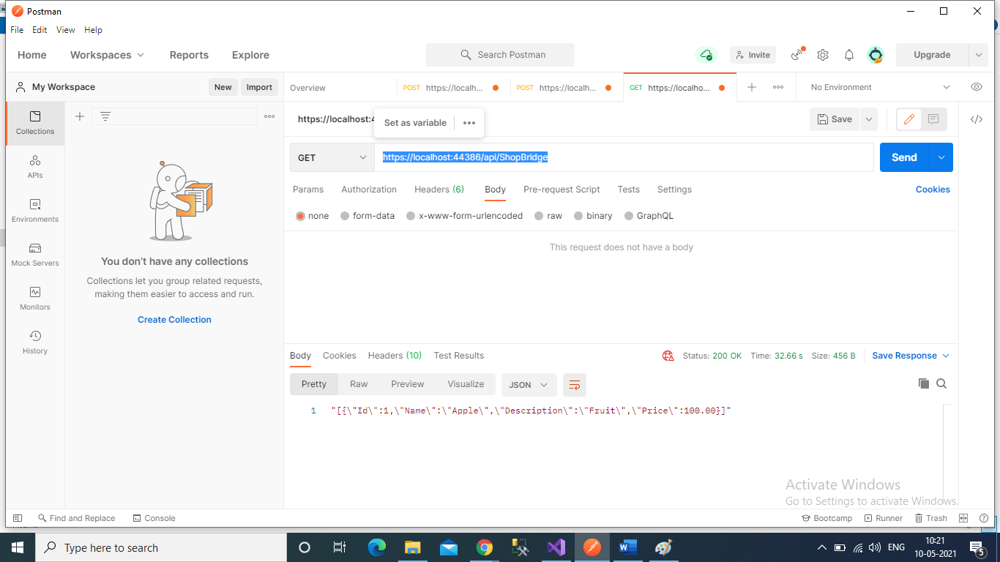 Postman
File Edit View Help
Home Workspaces Reports Explore Search Postman Invite Upgrade
My Workspace New Import
Overview POST https://localh... POST https://localh... GET https://localho... No Environment
Collections
APIs
Environments
Mock Servers
Monitors
History
You don't have any collections
Collections let you group related requests,
making them easier to access and run.
Create Collection
https://localhost:4
Set as variable
Save
GET https://localhost:44386/api/ShopBridge Send
Params Authorization Headers (6) Body Pre-request Script Tests Settings Cookies
none form-data x-www-form-urlencoded raw binary GraphQL
This request does not have a body
Body Cookies Headers (10) Test Results Status: 200 OK Time: 32.66 s Size: 456 B Save Response
Pretty Raw Preview Visualize JSON
1 "[{\"Id\":1,\"Name\":\"Apple\",\"Description\":\"Fruit\",\"Price\":100.00}]"
Activate Windows
Go to Settings to activate Windows.
Find and Replace Console Bootcamp Runner Trash
Type here to search
ENG
10:21
10-05-2021
5